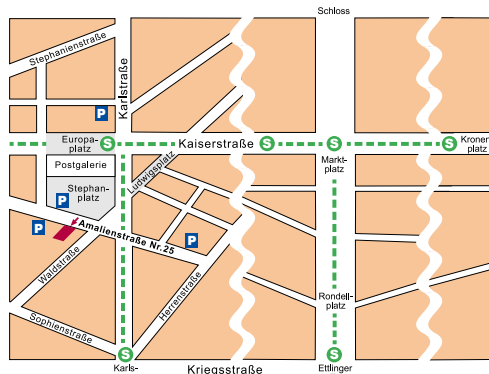 Schloss
Stephanienstraße
Karlstraße
P
Europa-
platz
S
Kaiserstraße
S
S
S
Kronen
platz
Markt-
platz
Postgalerie
Ludwigsplatz
Stephan-
platz
P
P
Amalienstraße Nr. 25
P
Waldstraße
Herrenstraße
Sophienstraße
Rondell-
platz
S
Karls-
Kriegsstraße
S
Ettlinger